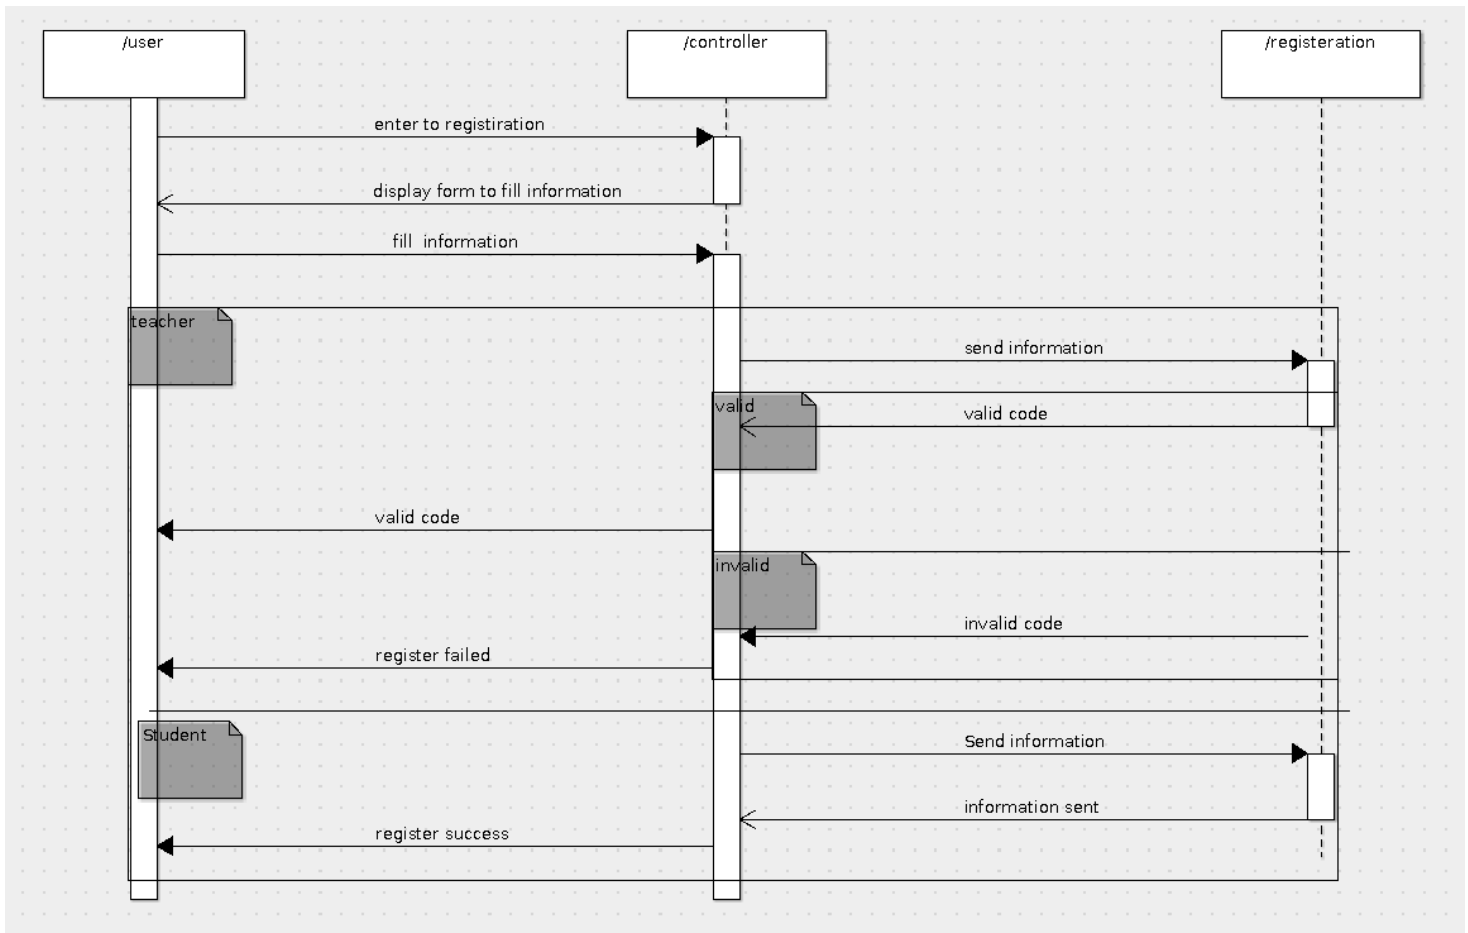 /user
/controller
/registeration
enter to registiration
display form to fill information
fill  information
teacher
send information
valid
valid code
valid code
invalid
invalid code
register failed
Student
Send information
information sent
register success